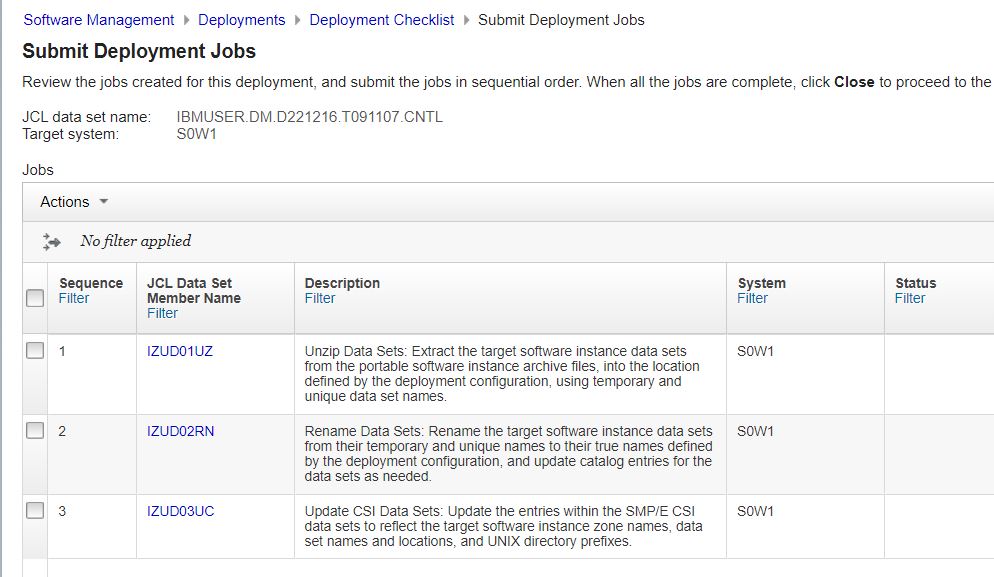 Software Management Deployments Deployment Checklist Submit Deployment Jobs
Submit Deployment Jobs
Review the jobs created for this deployment, and submit the jobs in sequential order. When all the jobs are complete, click Close to proceed to the
JCL data set name: IBMUSER.DM.D221216.T091107.CNTL
Target system: S0W1
Jobs
Actions
No filter applied
Sequence
Filter
JCL Data Set
Member Name
Filter
Description
Filter
System
Filter
Status
Filter
1
IZUD01UZ
Unzip Data Sets: Extract the target software instance data sets
from the portable software instance archive files, into the location
defined by the deployment configuration, using temporary and
unique data set names.
S0W1
2
IZUD02RN
Rename Data Sets: Rename the target software instance data sets
from their temporary and unique names to their true names defined
by the deployment configuration, and update catalog entries for the
data sets as needed.
S0W1
3
IZUD03UC
Update CSI Data Sets: Update the entries within the SMP/E CSI
data sets to reflect the target software instance zone names, data
set names and locations, and UNIX directory prefixes.
S0W1